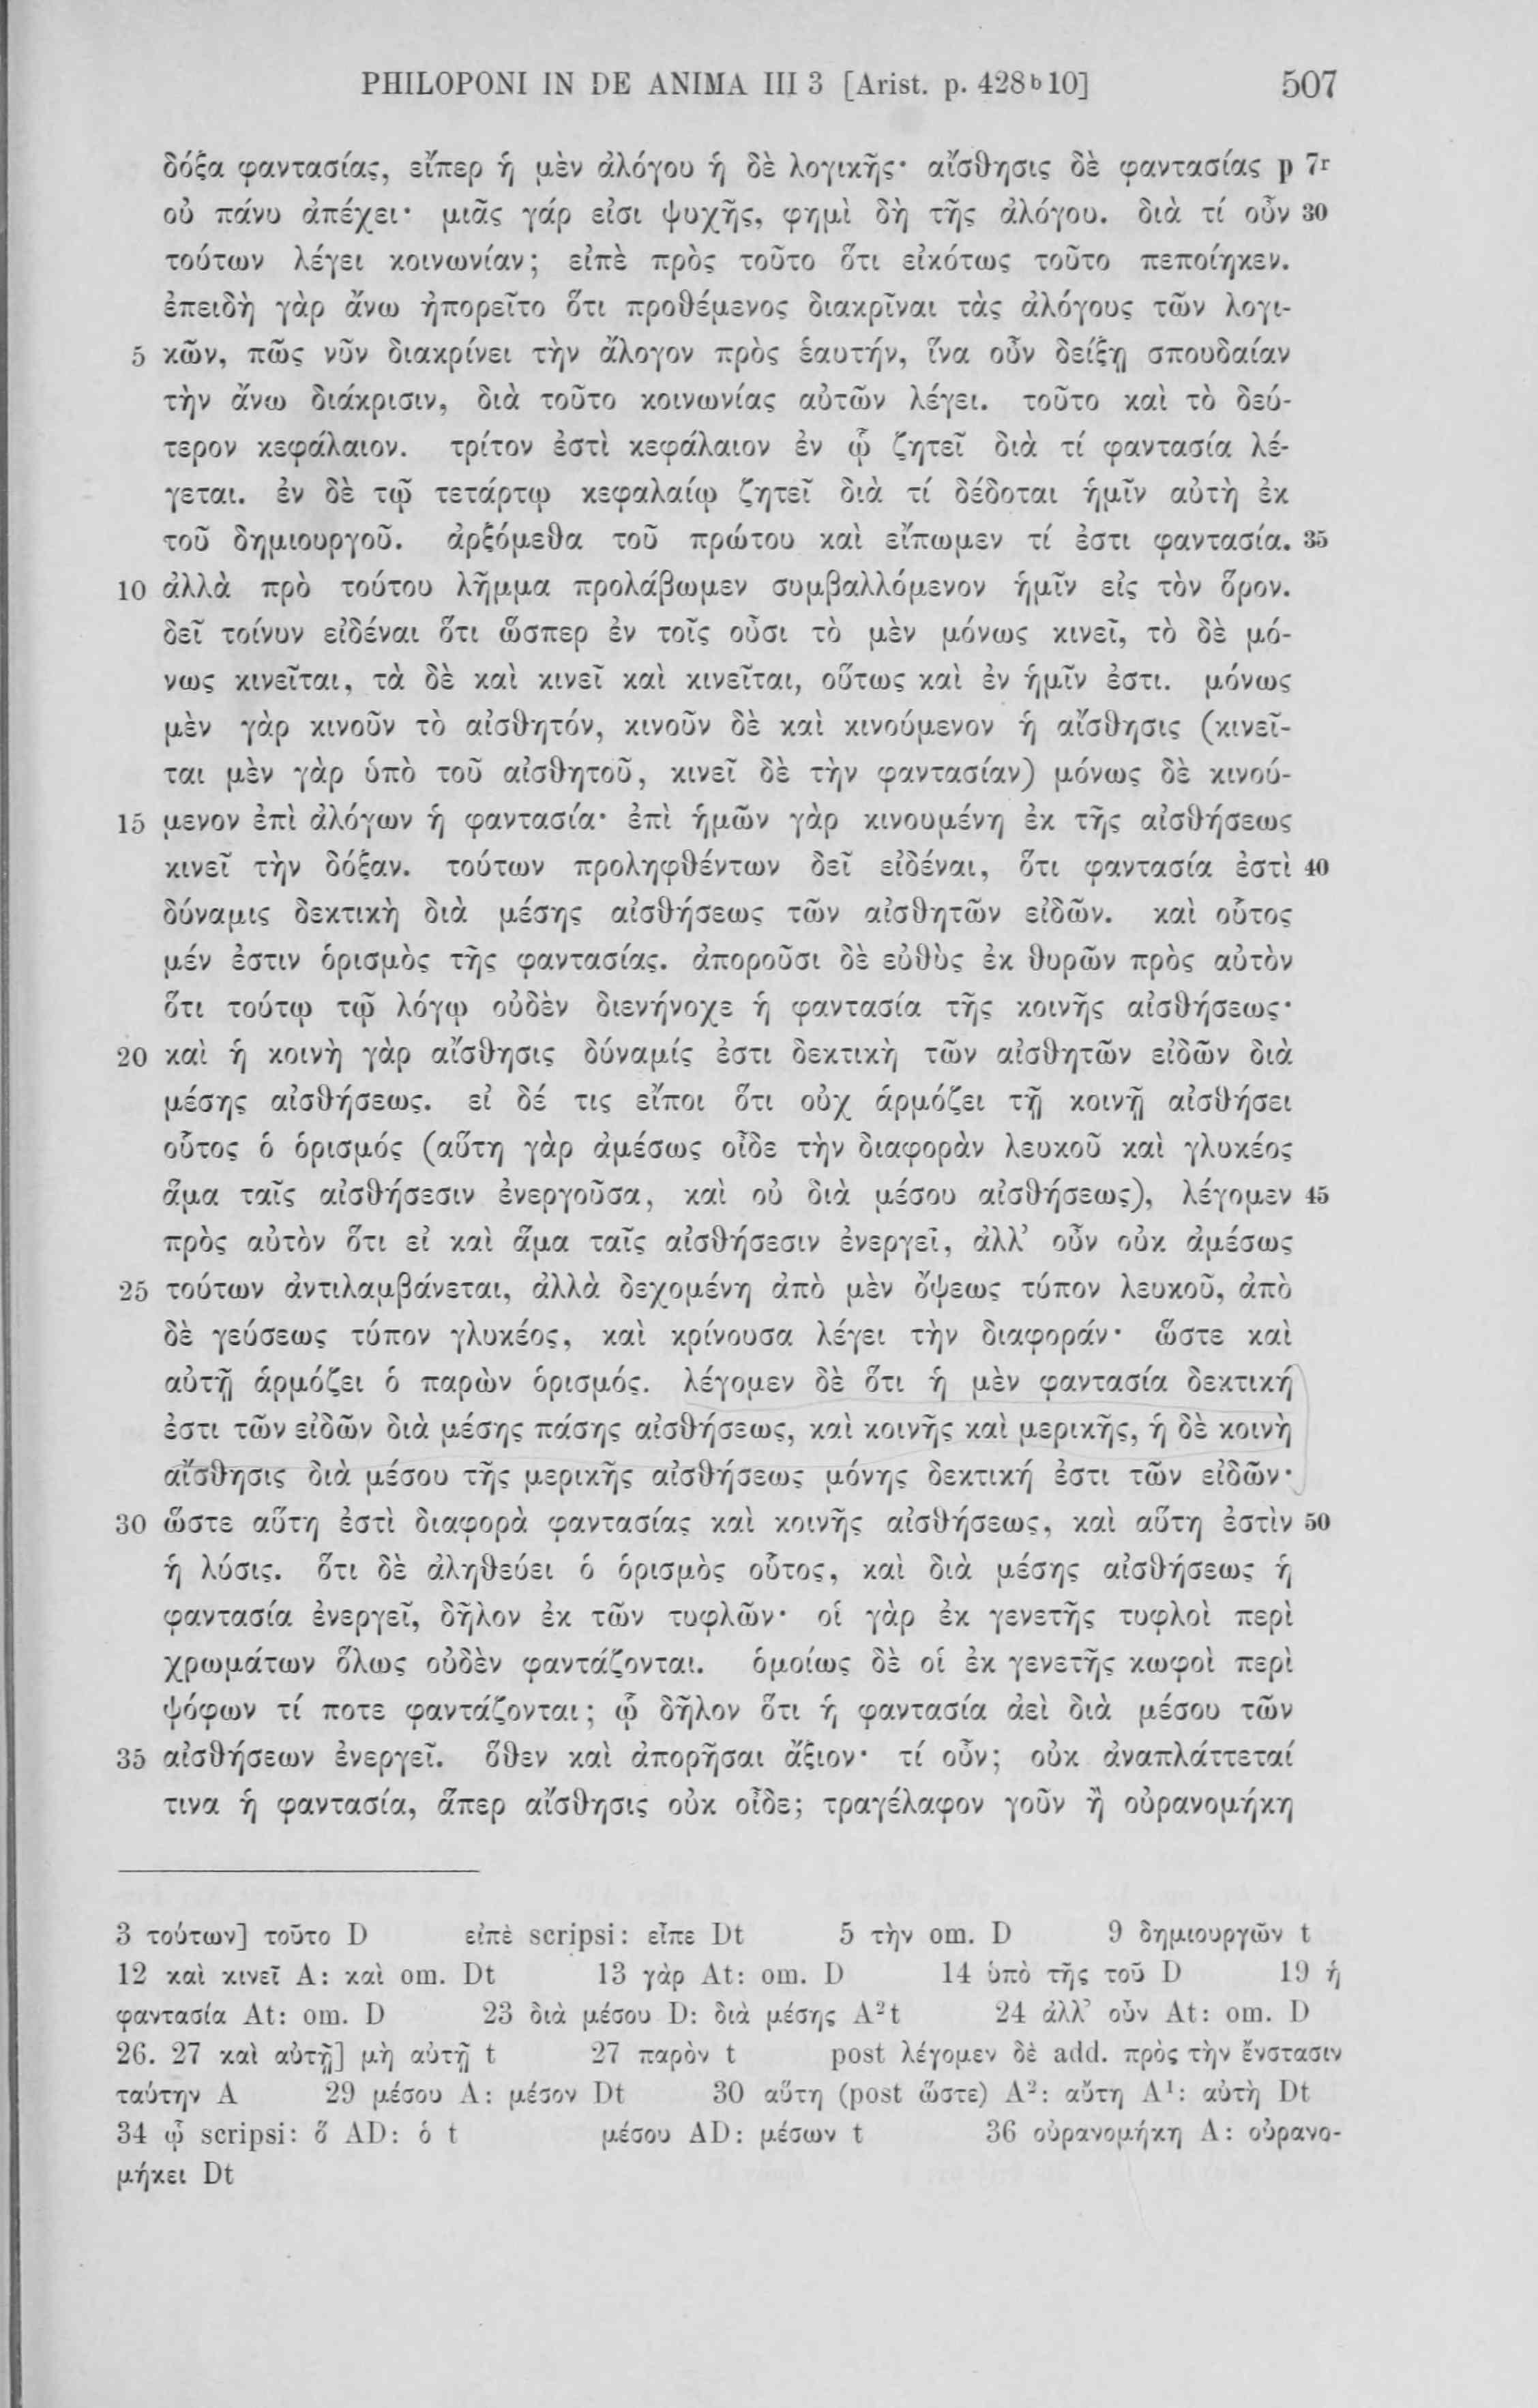 PHILOPONI IN DE ANIMA III 3 [Arist. p. 428ᵇ10] 507
δόξα φαντασίας, εἴπερ ἡ μὲν ἀλόγου ἡ δὲ λογικῆς· αἴσθησις δὲ φαντασίας p 7ʳ
οὐ πάνυ ἀπέχει· μιᾶς γάρ εἰσι ψυχῆς, φημὶ δὴ τῆς ἀλόγου. διὰ τί οὖν 30
τούτων λέγει κοινωνίαν; εἰπὲ πρὸς τοῦτο ὅτι εἰκότως τοῦτο πεποίηκεν.
ἐπειδὴ γὰρ ἄνω ἠπορεῖτο ὅτι προθέμενος διακρῖναι τὰς ἀλόγους τῶν λογι-
5 κῶν, πῶς νῦν διακρίνει τὴν ἄλογον πρὸς ἑαυτήν, ἵνα οὖν δείξῃ σπουδαίαν
τὴν ἄνω διάκρισιν, διὰ τοῦτο κοινωνίας αὐτῶν λέγει. τοῦτο καὶ τὸ δεύ-
τερον κεφάλαιον. τρίτον ἐστὶ κεφάλαιον ἐν ᾧ ζητεῖ διὰ τί φαντασία λέ-
γεται. ἐν δὲ τῷ τετάρτῳ κεφαλαίῳ ζητεῖ διὰ τί δέδοται ἡμῖν αὐτὴ ἐκ
τοῦ δημιουργοῦ. ἀρξόμεθα τοῦ πρώτου καὶ εἴπωμεν τί ἐστι φαντασία. 35
10 ἀλλὰ πρὸ τούτου λῆμμα προλάβωμεν συμβαλλόμενον ἡμῖν εἰς τὸν ὅρον.
δεῖ τοίνυν εἰδέναι ὅτι ὥσπερ ἐν τοῖς οὖσι τὸ μὲν μόνως κινεῖ, τὸ δὲ μό-
νως κινεῖται, τὰ δὲ καὶ κινεῖ καὶ κινεῖται, οὕτως καὶ ἐν ἡμῖν ἐστι. μόνως
μὲν γὰρ κινοῦν τὸ αἰσθητόν, κινοῦν δὲ καὶ κινούμενον ἡ αἴσθησις (κινεῖ-
ται μὲν γὰρ ὑπὸ τοῦ αἰσθητοῦ, κινεῖ δὲ τὴν φαντασίαν) μόνως δὲ κινού-
15 μενον ἐπὶ ἀλόγων ἡ φαντασία· ἐπὶ ἡμῶν γὰρ κινουμένη ἐκ τῆς αἰσθήσεως
κινεῖ τὴν δόξαν. τούτων προληφθέντων δεῖ εἰδέναι, ὅτι φαντασία ἐστὶ 40
δύναμις δεκτικὴ διὰ μέσης αἰσθήσεως τῶν αἰσθητῶν εἰδῶν. καὶ οὗτος
μέν ἐστιν ὁρισμὸς τῆς φαντασίας. ἀποροῦσι δὲ εὐθὺς ἐκ θυρῶν πρὸς αὐτὸν
ὅτι τούτῳ τῷ λόγῳ οὐδὲν διενήνοχε ἡ φαντασία τῆς κοινῆς αἰσθήσεως·
20 καὶ ἡ κοινὴ γὰρ αἴσθησις δύναμίς ἐστι δεκτικὴ τῶν αἰσθητῶν εἰδῶν διὰ
μέσης αἰσθήσεως. εἰ δέ τις εἴποι ὅτι οὐχ ἁρμόζει τῇ κοινῇ αἰσθήσει
οὗτος ὁ ὁρισμός (αὕτη γὰρ ἀμέσως οἶδε τὴν διαφορὰν λευκοῦ καὶ γλυκέος
ἅμα ταῖς αἰσθήσεσιν ἐνεργοῦσα, καὶ οὐ διὰ μέσου αἰσθήσεως), λέγομεν 45
πρὸς αὐτὸν ὅτι εἰ καὶ ἅμα ταῖς αἰσθήσεσιν ἐνεργεῖ, ἀλλ’ οὖν οὐκ ἀμέσως
25 τούτων ἀντιλαμβάνεται, ἀλλὰ δεχομένη ἀπὸ μὲν ὄψεως τύπον λευκοῦ, ἀπὸ
δὲ γεύσεως τύπον γλυκέος, καὶ κρίνουσα λέγει τὴν διαφοράν· ὥστε καὶ
αὐτῇ ἁρμόζει ὁ παρὼν ὁρισμός. λέγομεν δὲ ὅτι ἡ μὲν φαντασία δεκτική
ἐστι τῶν εἰδῶν διὰ μέσης πάσης αἰσθήσεως, καὶ κοινῆς καὶ μερικῆς, ἡ δὲ κοινὴ
αἴσθησις διὰ μέσου τῆς μερικῆς αἰσθήσεως μόνης δεκτική ἐστι τῶν εἰδῶν·
30 ὥστε αὕτη ἐστὶ διαφορὰ φαντασίας καὶ κοινῆς αἰσθήσεως, καὶ αὕτη ἐστὶν 50
ἡ λύσις. ὅτι δὲ ἀληθεύει ὁ ὁρισμὸς οὗτος, καὶ διὰ μέσης αἰσθήσεως ἡ
φαντασία ἐνεργεῖ, δῆλον ἐκ τῶν τυφλῶν· οἱ γὰρ ἐκ γενετῆς τυφλοὶ περὶ
χρωμάτων ὅλως οὐδὲν φαντάζονται. ὁμοίως δὲ οἱ ἐκ γενετῆς κωφοὶ περὶ
ψόφων τί ποτε φαντάζονται; ᾧ δῆλον ὅτι ἡ φαντασία ἀεὶ διὰ μέσου τῶν
35 αἰσθήσεων ἐνεργεῖ. ὅθεν καὶ ἀπορῆσαι ἄξιον· τί οὖν; οὐκ ἀναπλάττεταί
τινα ἡ φαντασία, ἅπερ αἴσθησις οὐκ οἶδε; τραγέλαφον γοῦν ἢ οὐρανομήκη
3 τούτων] τοῦτο D εἰπὲ scripsi: εἶπε Dt 5 τὴν om. D 9 δημιουργῶν t
12 καὶ κινεῖ A: καὶ om. Dt 13 γὰρ At: om. D 14 ὑπὸ τῆς τοῦ D 19 ἡ
φαντασία At: om. D 23 διὰ μέσου D: διὰ μέσης A²t 24 ἀλλ’ οὖν At: om. D
26. 27 καὶ αὐτῇ] μὴ αὐτῇ t 27 παρὸν t post λέγομεν δὲ add. πρὸς τὴν ἔνστασιν
ταύτην A 29 μέσου A: μέσον Dt 30 αὕτη (post ὥστε) A²: αὔτη A¹: αὐτὴ Dt
34 ᾧ scripsi: ὃ AD: ὁ t μέσου AD: μέσων t 36 οὐρανομήκη A: οὐρανο-
μήκει Dt